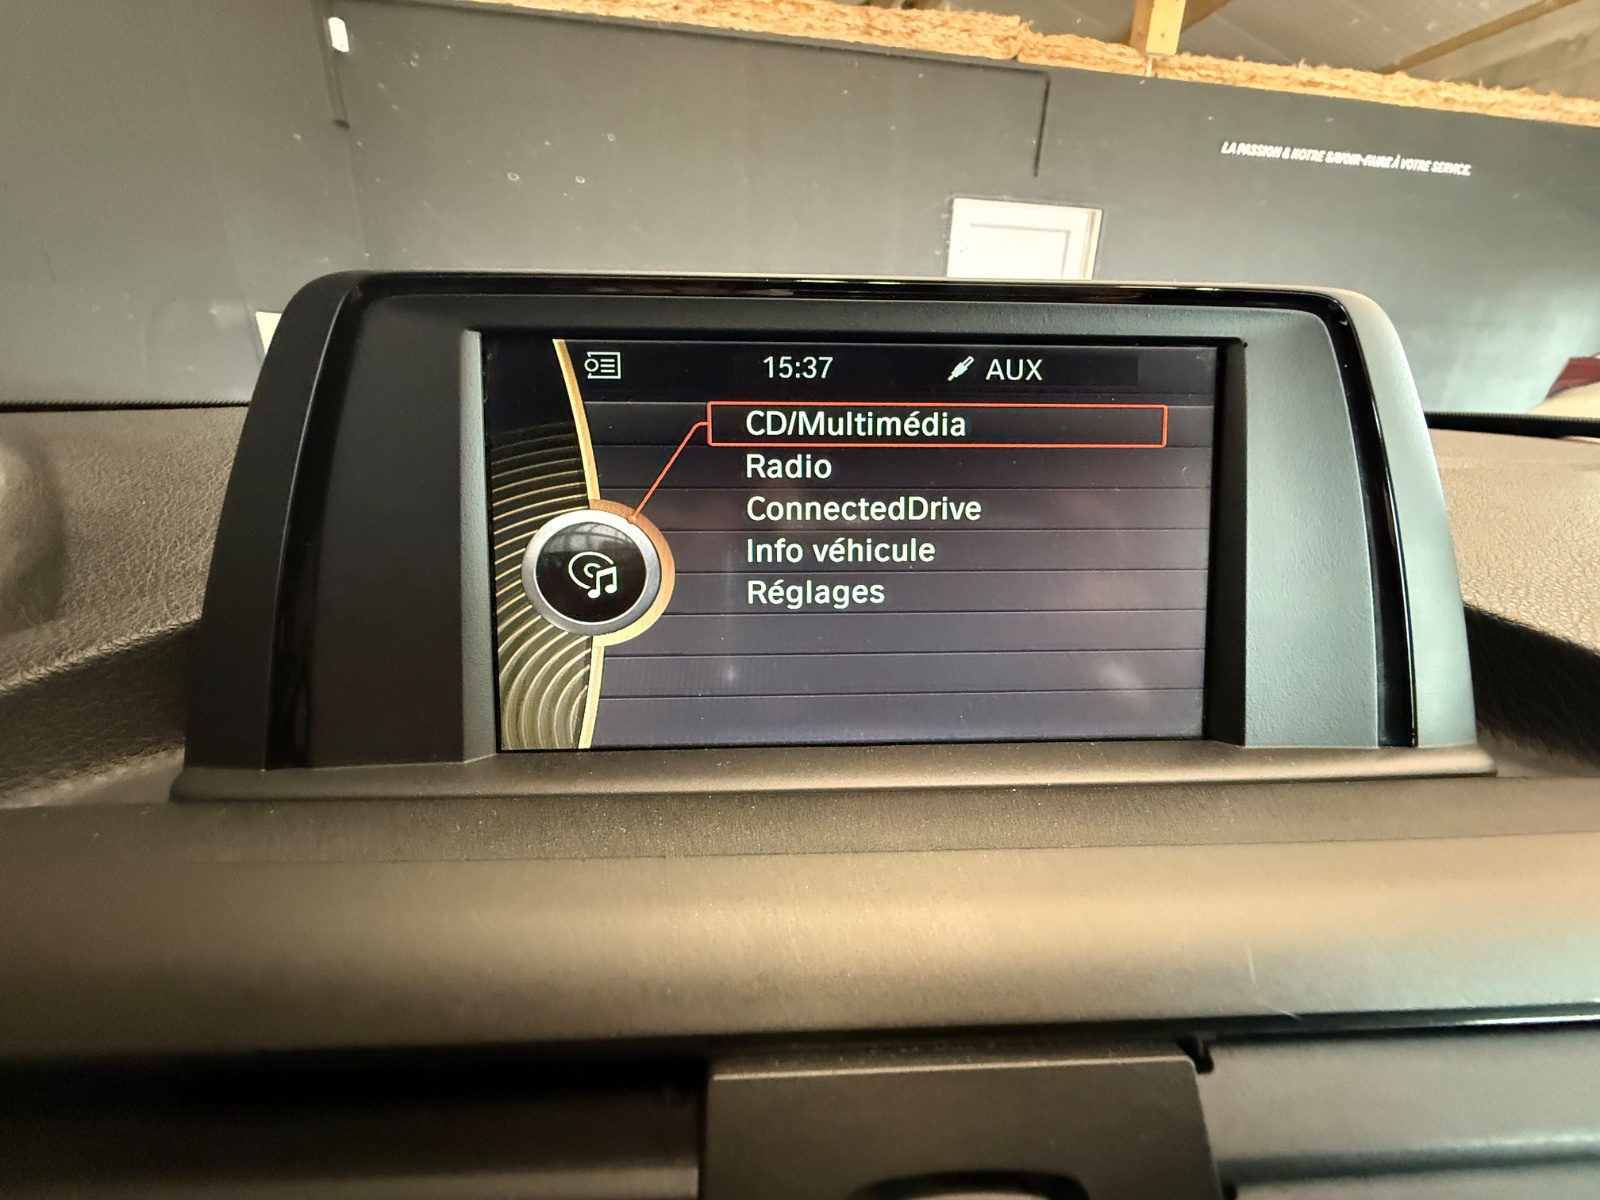 LA PASSION & NOTRE SAVOIR-FAIRE À VOTRE SERVICE.
15:37 AUX
CD/Multimédia
Radio
ConnectedDrive
Info véhicule
Réglages